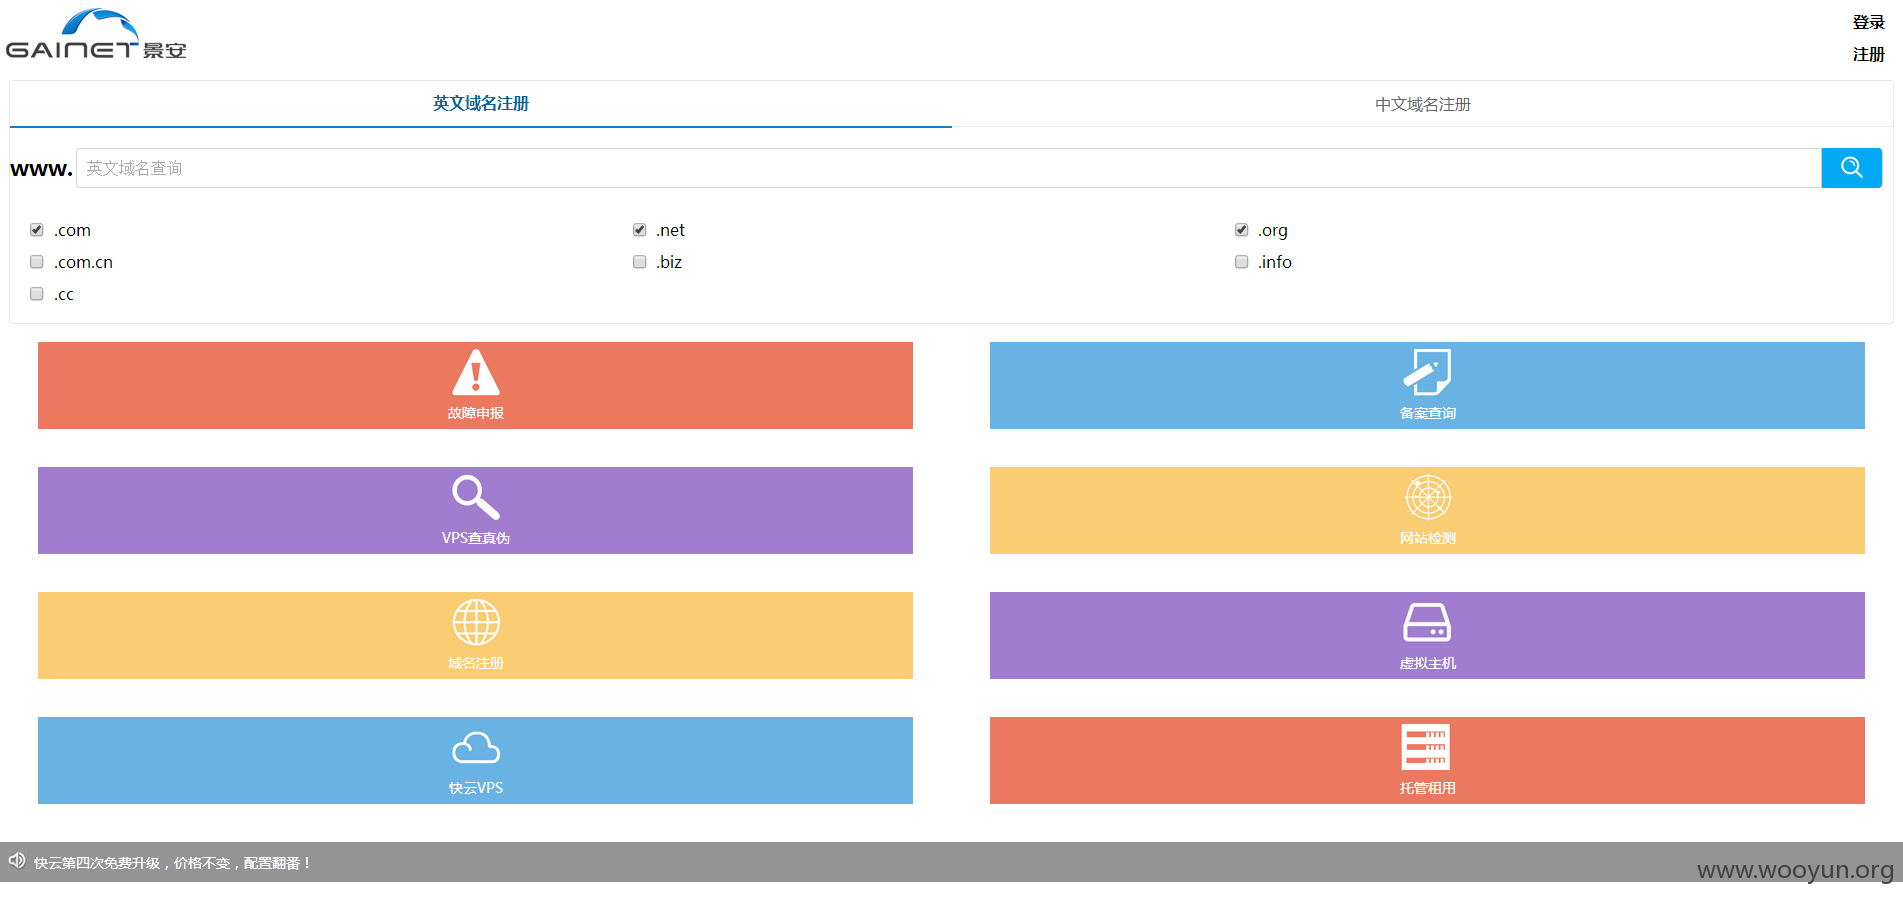 GAINET 景安
登录
注册
英文域名注册 中文域名注册
www. 英文域名查询
.com .net .org
.com.cn .biz .info
.cc
故障申报 备案查询
VPS查真伪 网站检测
域名注册 虚拟主机
快云VPS 托管租用
快云第四次免费升级，价格不变，配置翻番！
www.wooyun.org